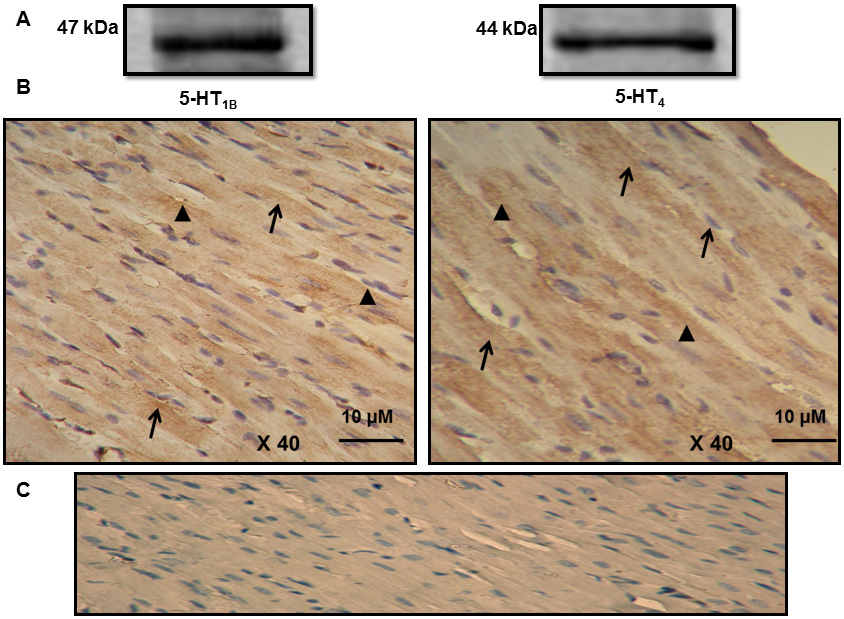 A
47 kDa
44 kDa
B
5-HT1B
5-HT4
X 40
10 µM
X 40
10 µM
C